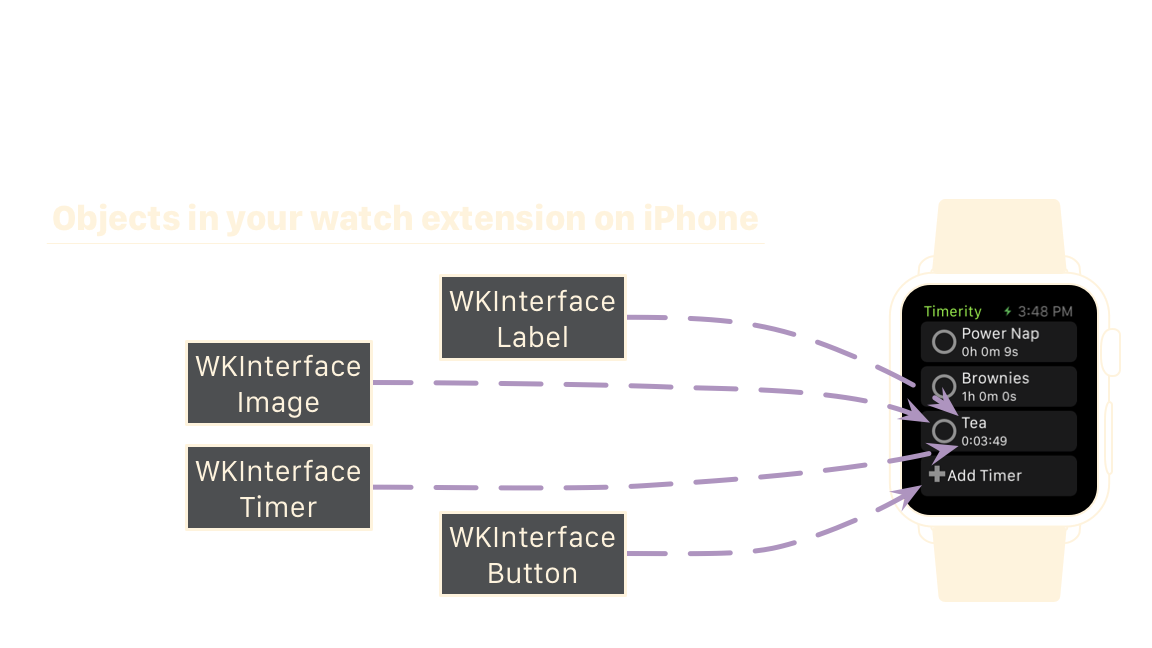 Objects in your watch extension on iPhone
WKInterface
Label
WKInterface
Image
WKInterface
Timer
WKInterface
Button
Timerity 3:48 PM
Power Nap
0h 0m 9s
Brownies
1h 0m 0s
Tea
0:03:49
Add Timer